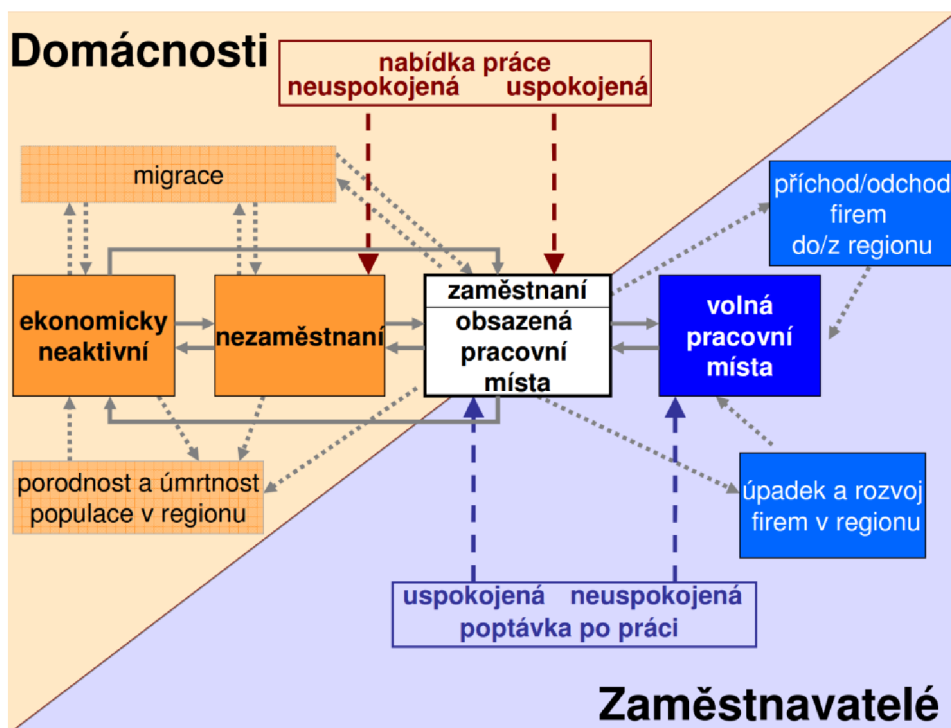 Domácnosti
nabídka práce
neuspokojená uspokojená
migrace
příchod/odchod
firem
do/z regionu
ekonomicky
neaktivní
nezaměstnaní
zaměstnaní
obsazená
pracovní
místa
volná
pracovní
místa
porodnost a úmrtnost
populace v regionu
úpadek a rozvoj
firem v regionu
uspokojená neuspokojená
poptávka po práci
Zaměstnavatelé